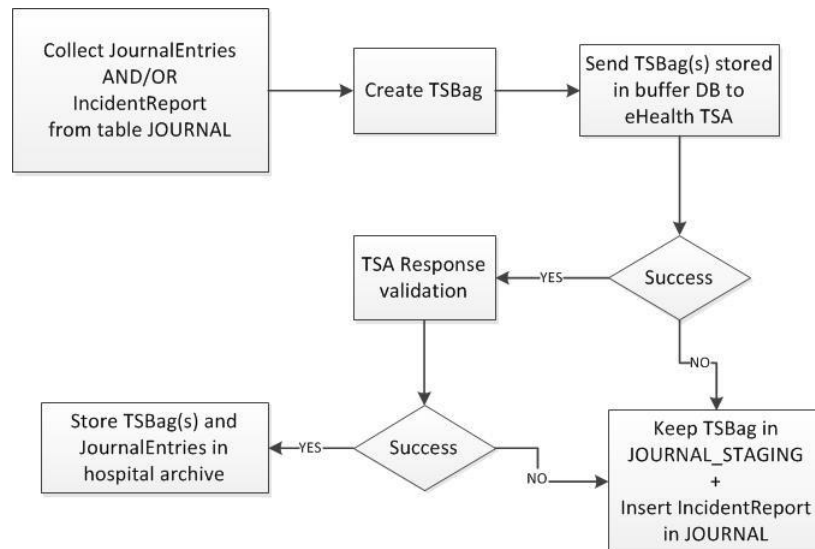 Collect JournalEntries
AND/OR
IncidentReport
from table JOURNAL
Create TSBag
Send TSBag(s) stored
in buffer DB to
eHealth TSA
TSA Response
validation
YES
Success
NO
Store TSBag(s) and
JournalEntries in
hospital archive
YES
Success
NO
Keep TSBag in
JOURNAL_STAGING
+
Insert IncidentReport
in JOURNAL